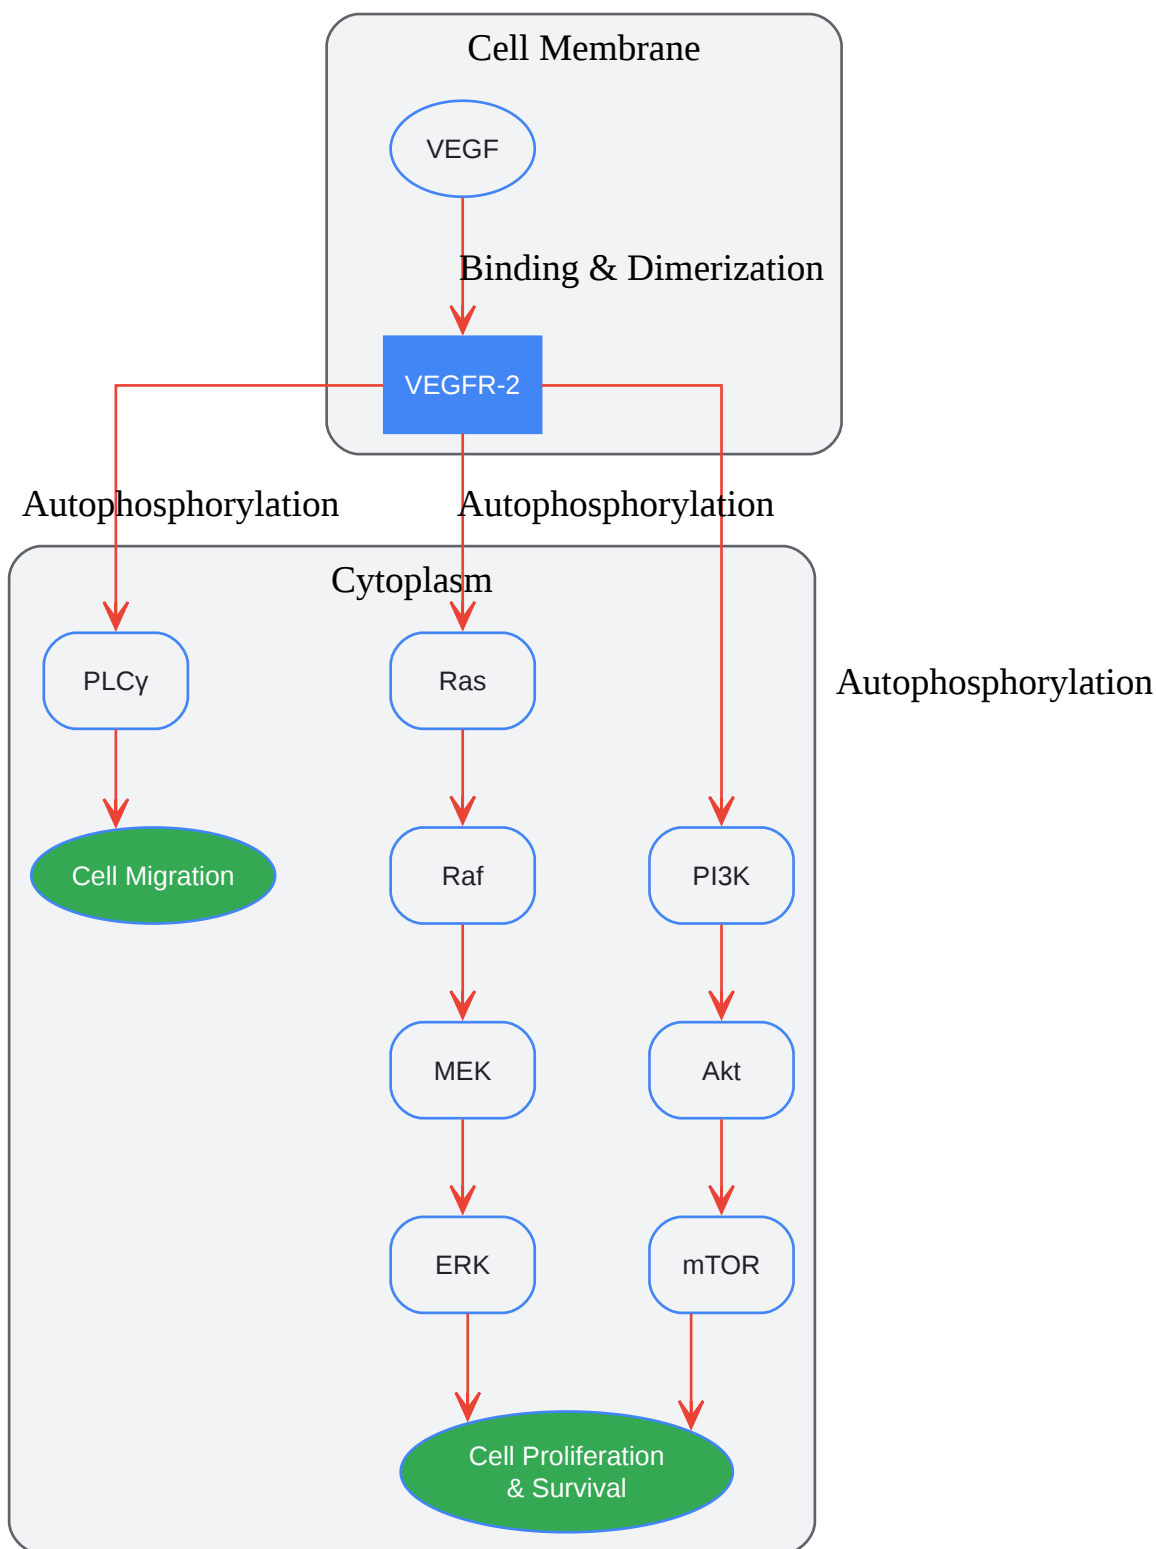 Cell Membrane
VEGF
Binding & Dimerization
VEGFR-2
Autophosphorylation
Autophosphorylation
Cytoplasm
PLCγ
Ras
Autophosphorylation
Cell Migration
Raf
PI3K
MEK
Akt
ERK
mTOR
Cell Proliferation
& Survival